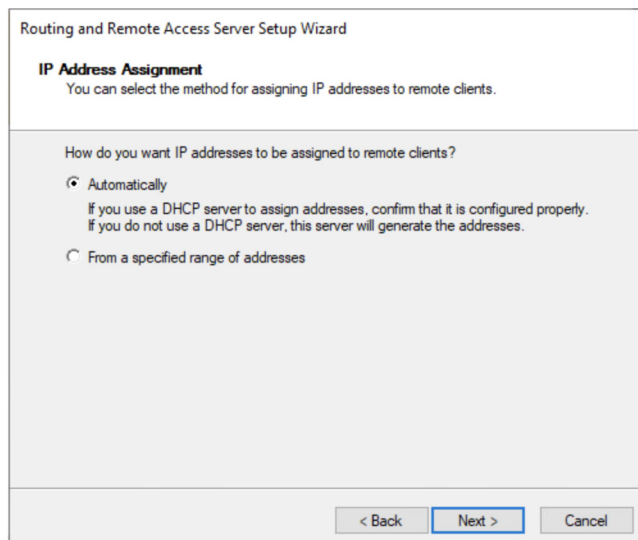 Routing and Remote Access Server Setup Wizard
IP Address Assignment
You can select the method for assigning IP addresses to remote clients.
How do you want IP addresses to be assigned to remote clients?
Automatically
If you use a DHCP server to assign addresses, confirm that it is configured properly.
If you do not use a DHCP server, this server will generate the addresses.
From a specified range of addresses
< Back Next > Cancel